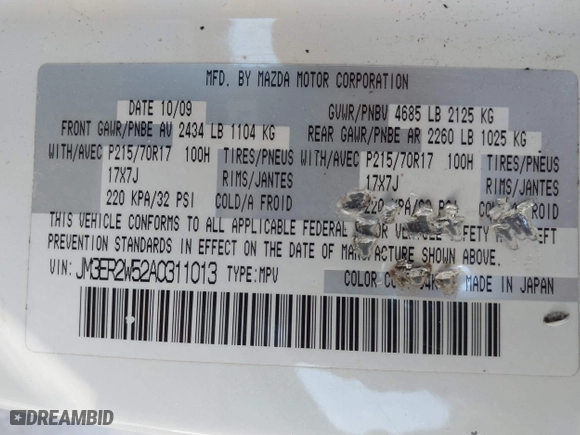 MFD. BY MAZDA MOTOR CORPORATION
DATE 10/09 GVWR/PNBV 4685 LB 2125 KG
FRONT GAWR/PNBE AV 2434 LB 1104 KG REAR GAWR/PNBE AR 2260 LB 1025 KG
WITH/AVEC P215/70R17 100H TIRES/PNEUS WITH/AVEC P215/70R17 100H TIRES/PNEUS
17X7J RIMS/JANTES 17X7J RIMS/JANTES
220 KPA/32 PSI COLD/A FROID 220 KPA
THIS VEHICLE CONFORMS TO ALL APPLICABLE FEDERAL VEHICLE
PREVENTION STANDARDS IN EFFECT ON THE DATE OF MANUFACTURE SHOWN ABOVE.
VIN: JM3ER2W52A0311013 TYPE:MPV COLOR MADE IN JAPAN
DREAMBID